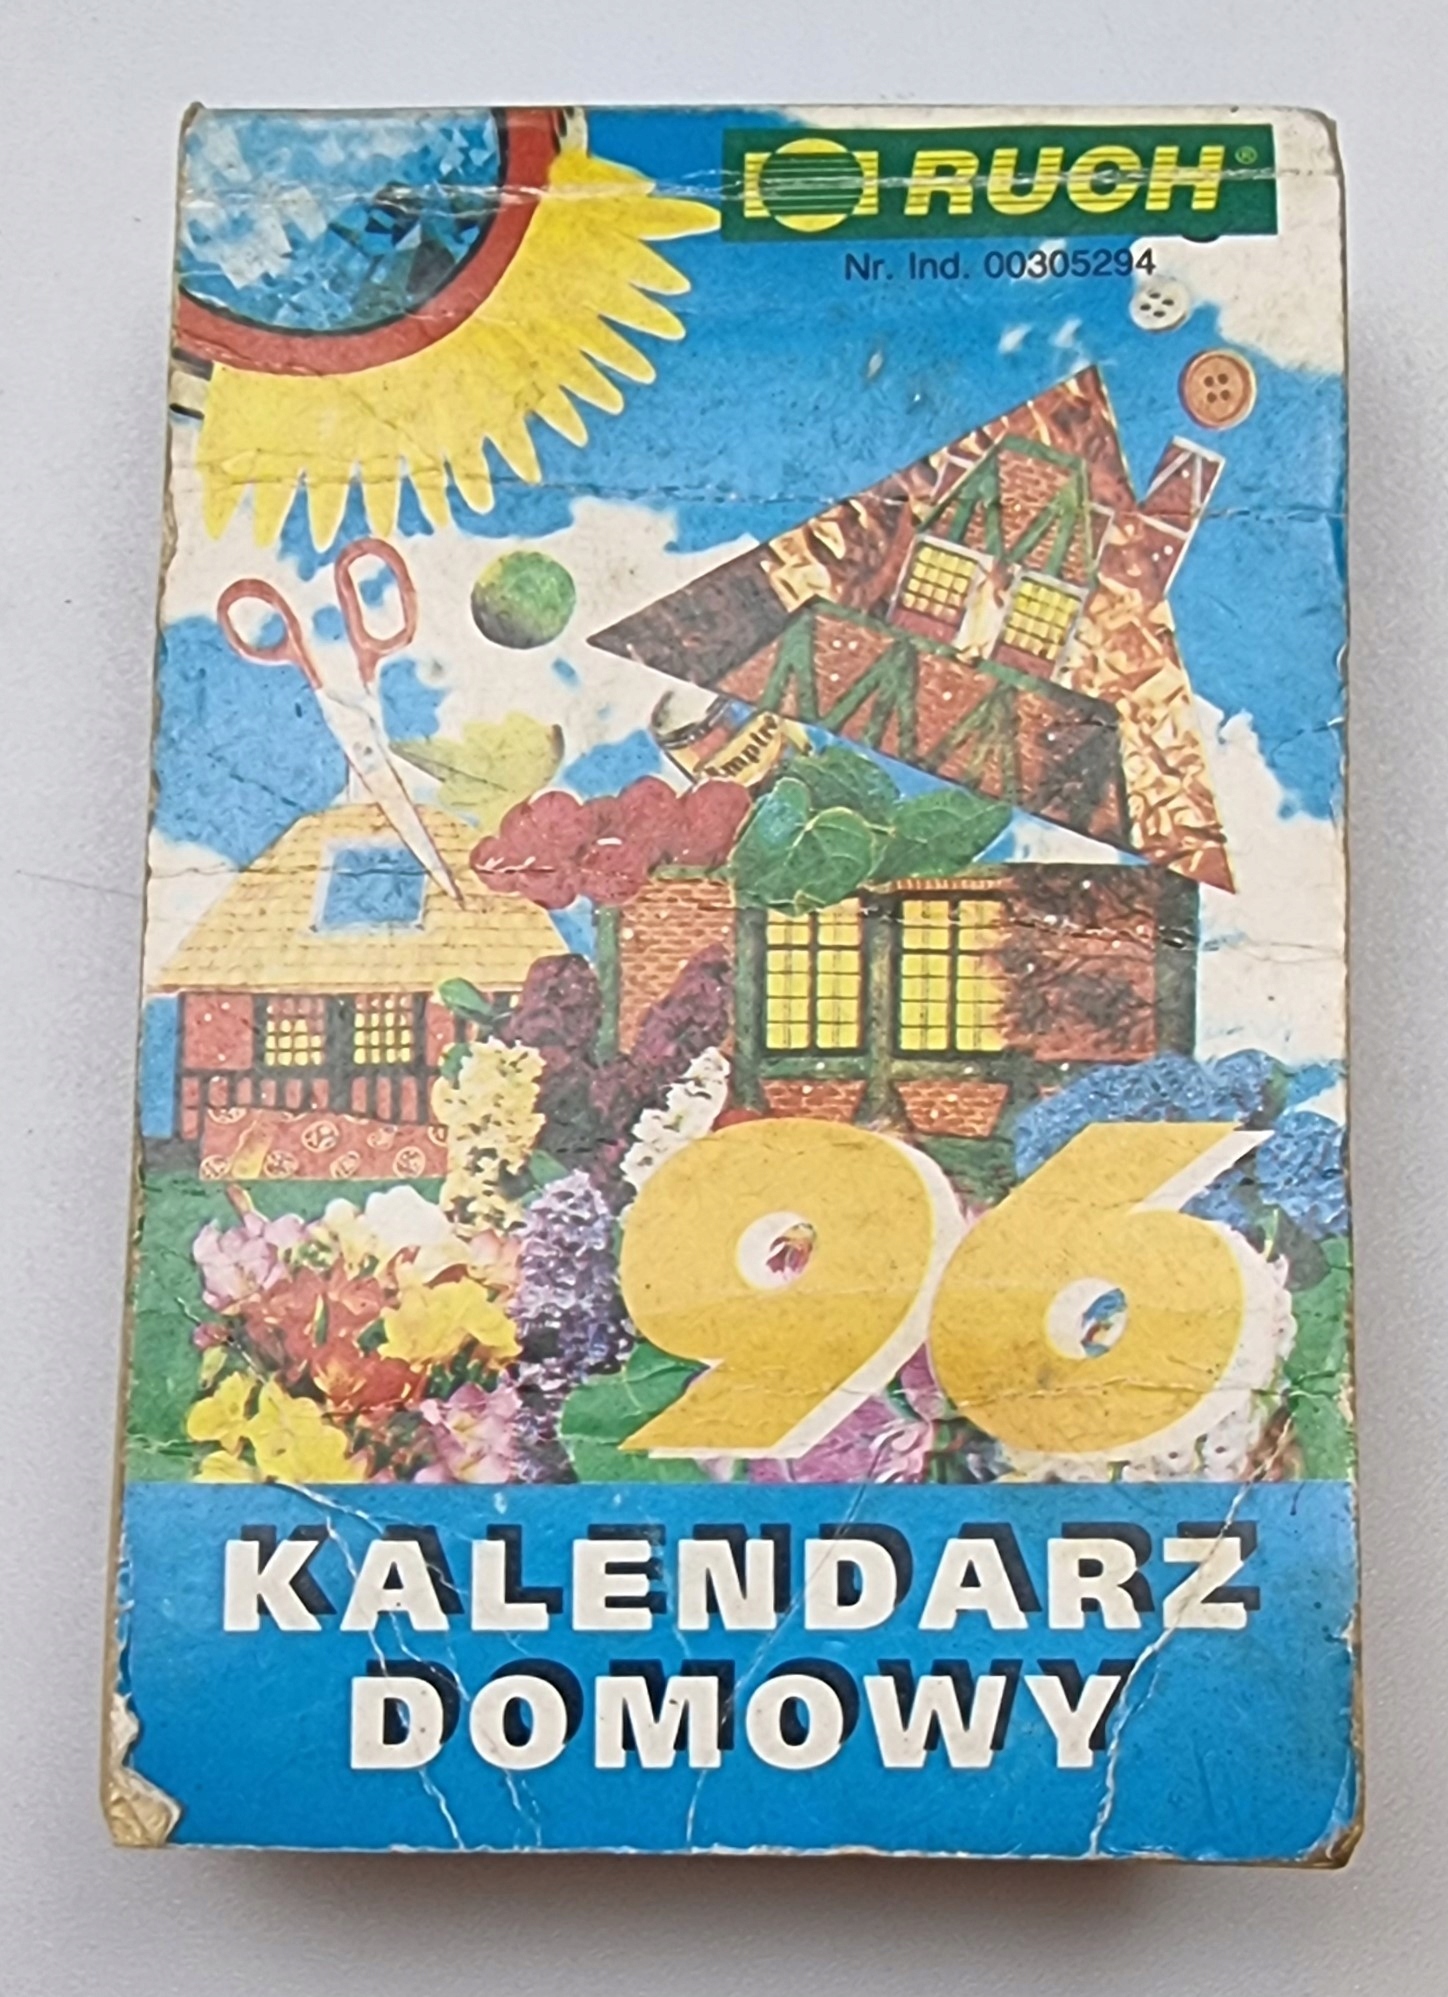 RUCH®
Nr. Ind. 00305294
96
KALENDARZ
DOMOWY